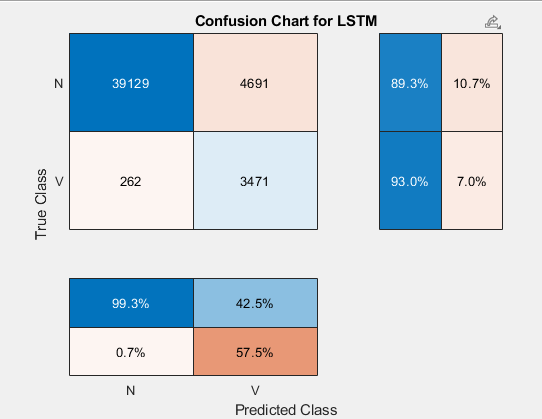 Confusion Chart for LSTM
N 39129 4691 89.3% 10.7%
V 262 3471 93.0% 7.0%
True Class
99.3% 42.5%
0.7% 57.5%
N V
Predicted Class